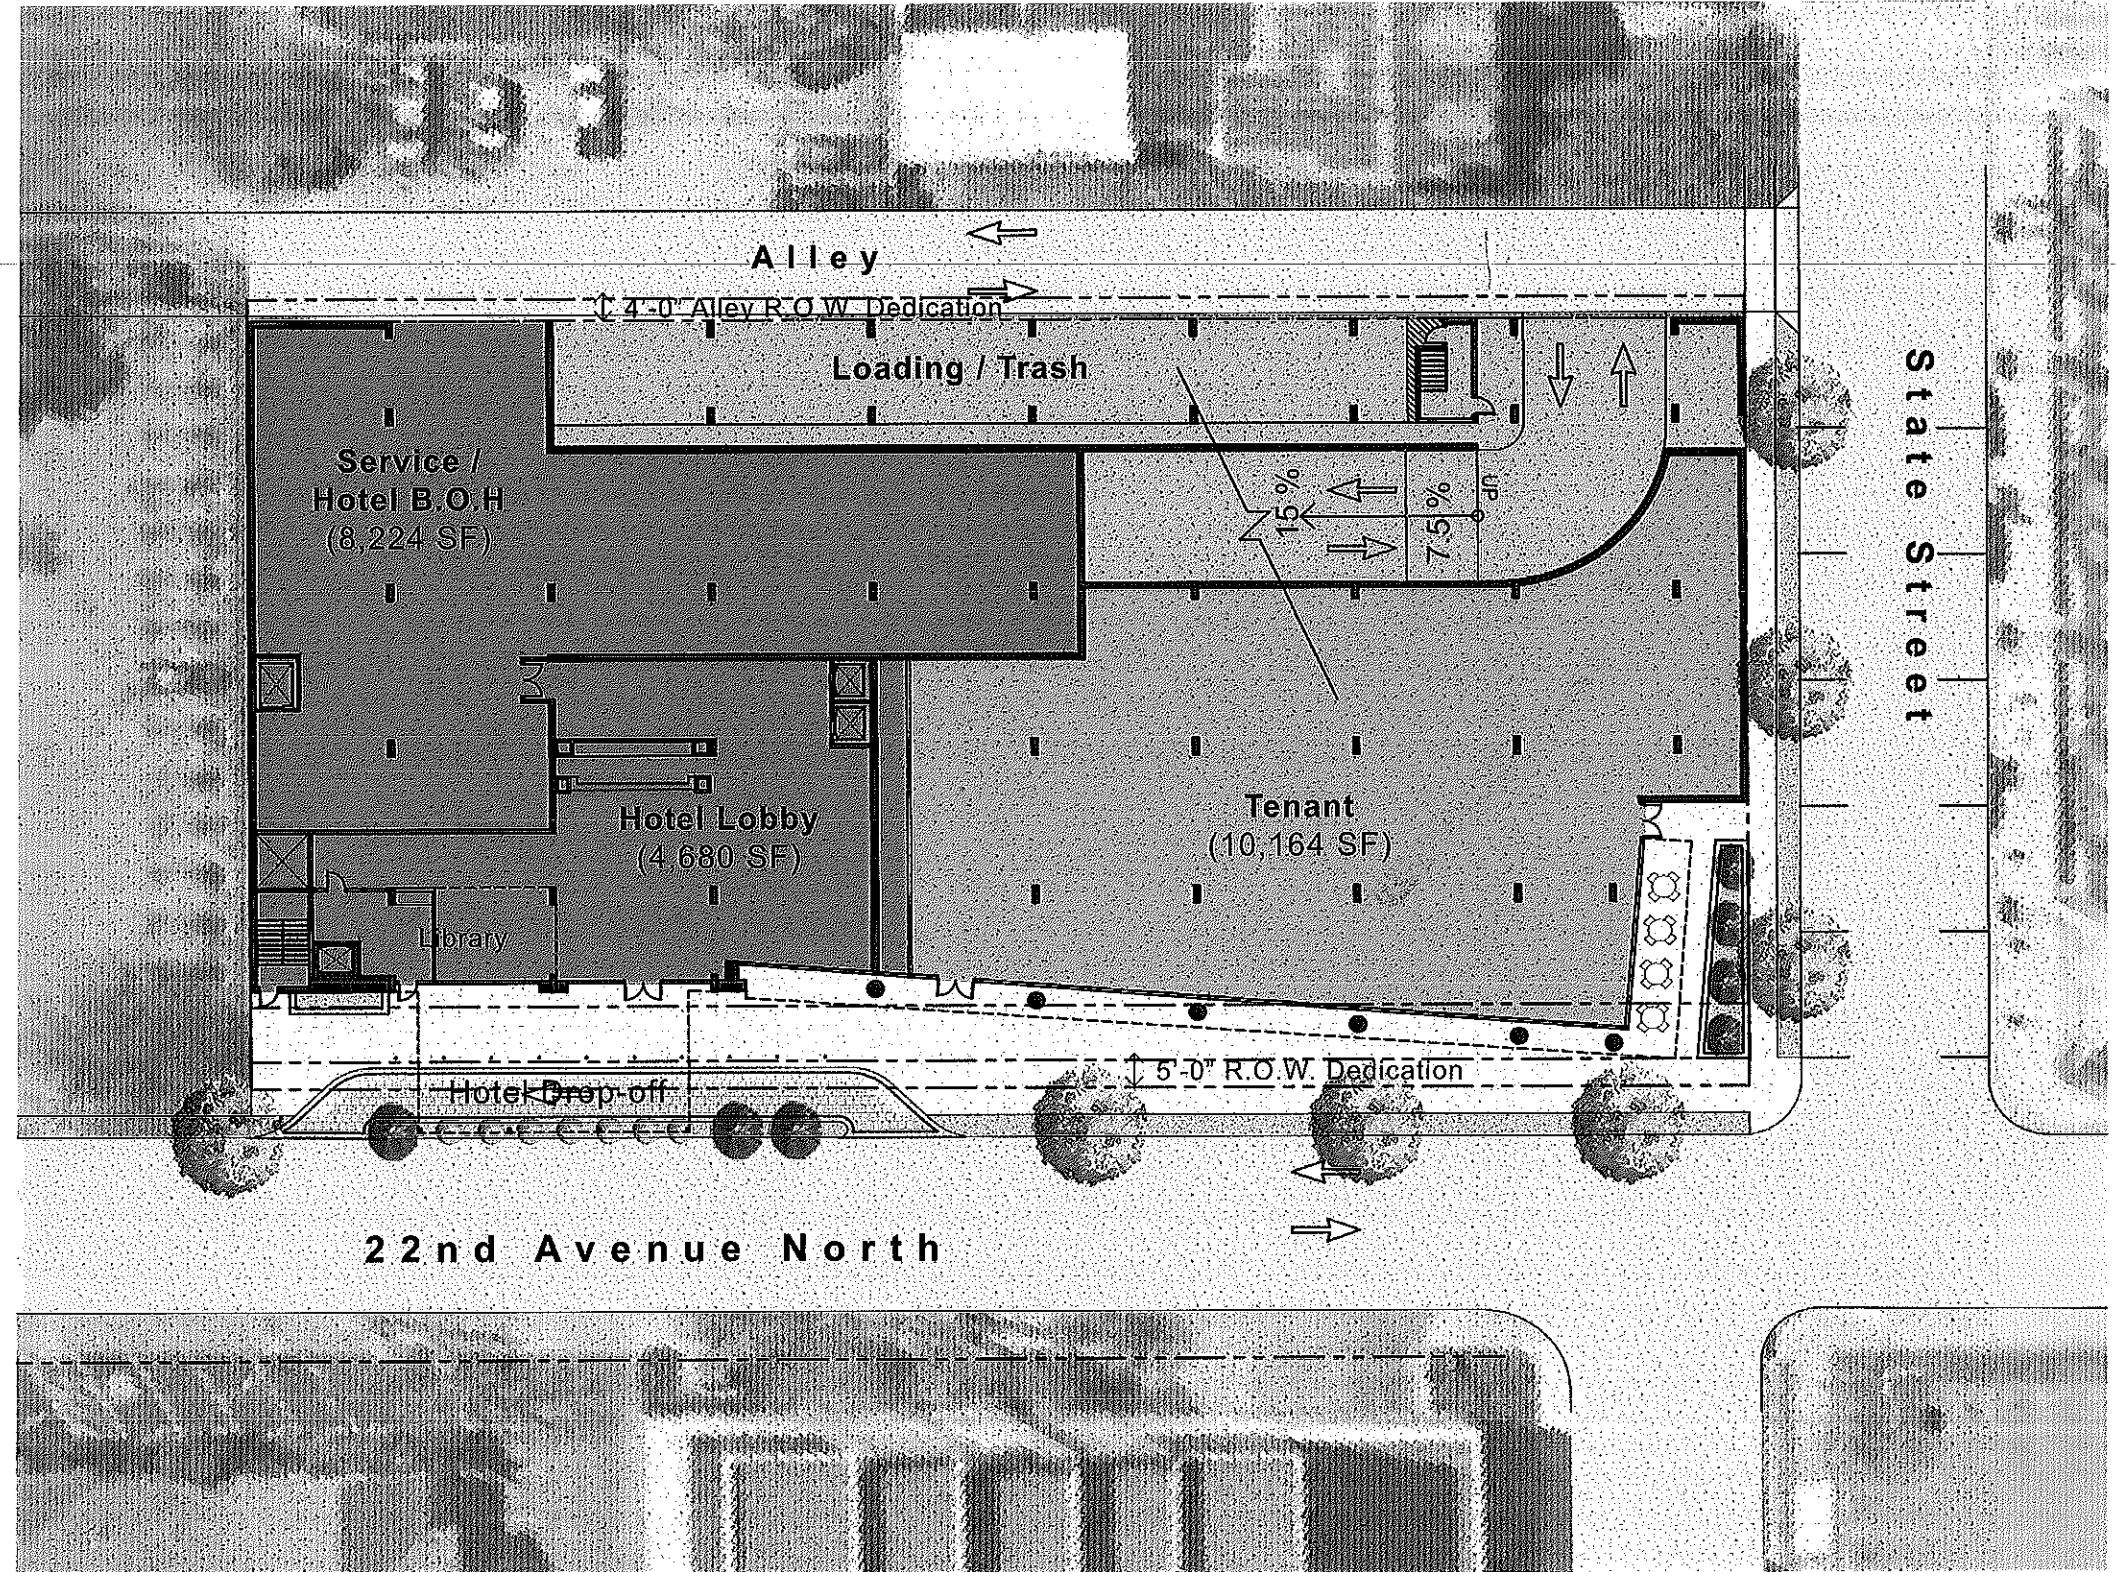 Alley
4'-0" Alley R.O.W. Dedication
Loading / Trash
State Street
Service /
Hotel B.O.H
(8,224 SF)
15%
7.5%
UP
Hotel Lobby
(4,680 SF)
Tenant
(10,164 SF)
Library
5'-0" R.O.W. Dedication
Hotel Drop-off
22nd Avenue North